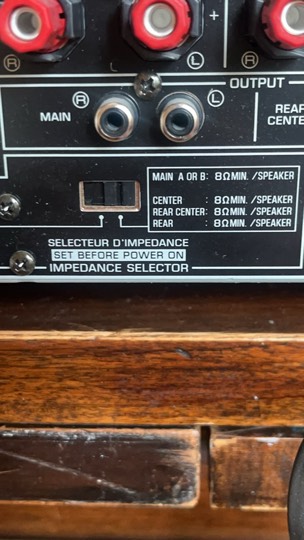 +
R
L
R
OUTPUT
MAIN
R
L
REAR
CENTE
MAIN A OR B: 8ΩMIN. /SPEAKER
CENTER : 8ΩMIN. /SPEAKER
REAR CENTER: 8ΩMIN. /SPEAKER
REAR : 8ΩMIN. /SPEAKER
SELECTEUR D'IMPEDANCE
SET BEFORE POWER ON
IMPEDANCE SELECTOR